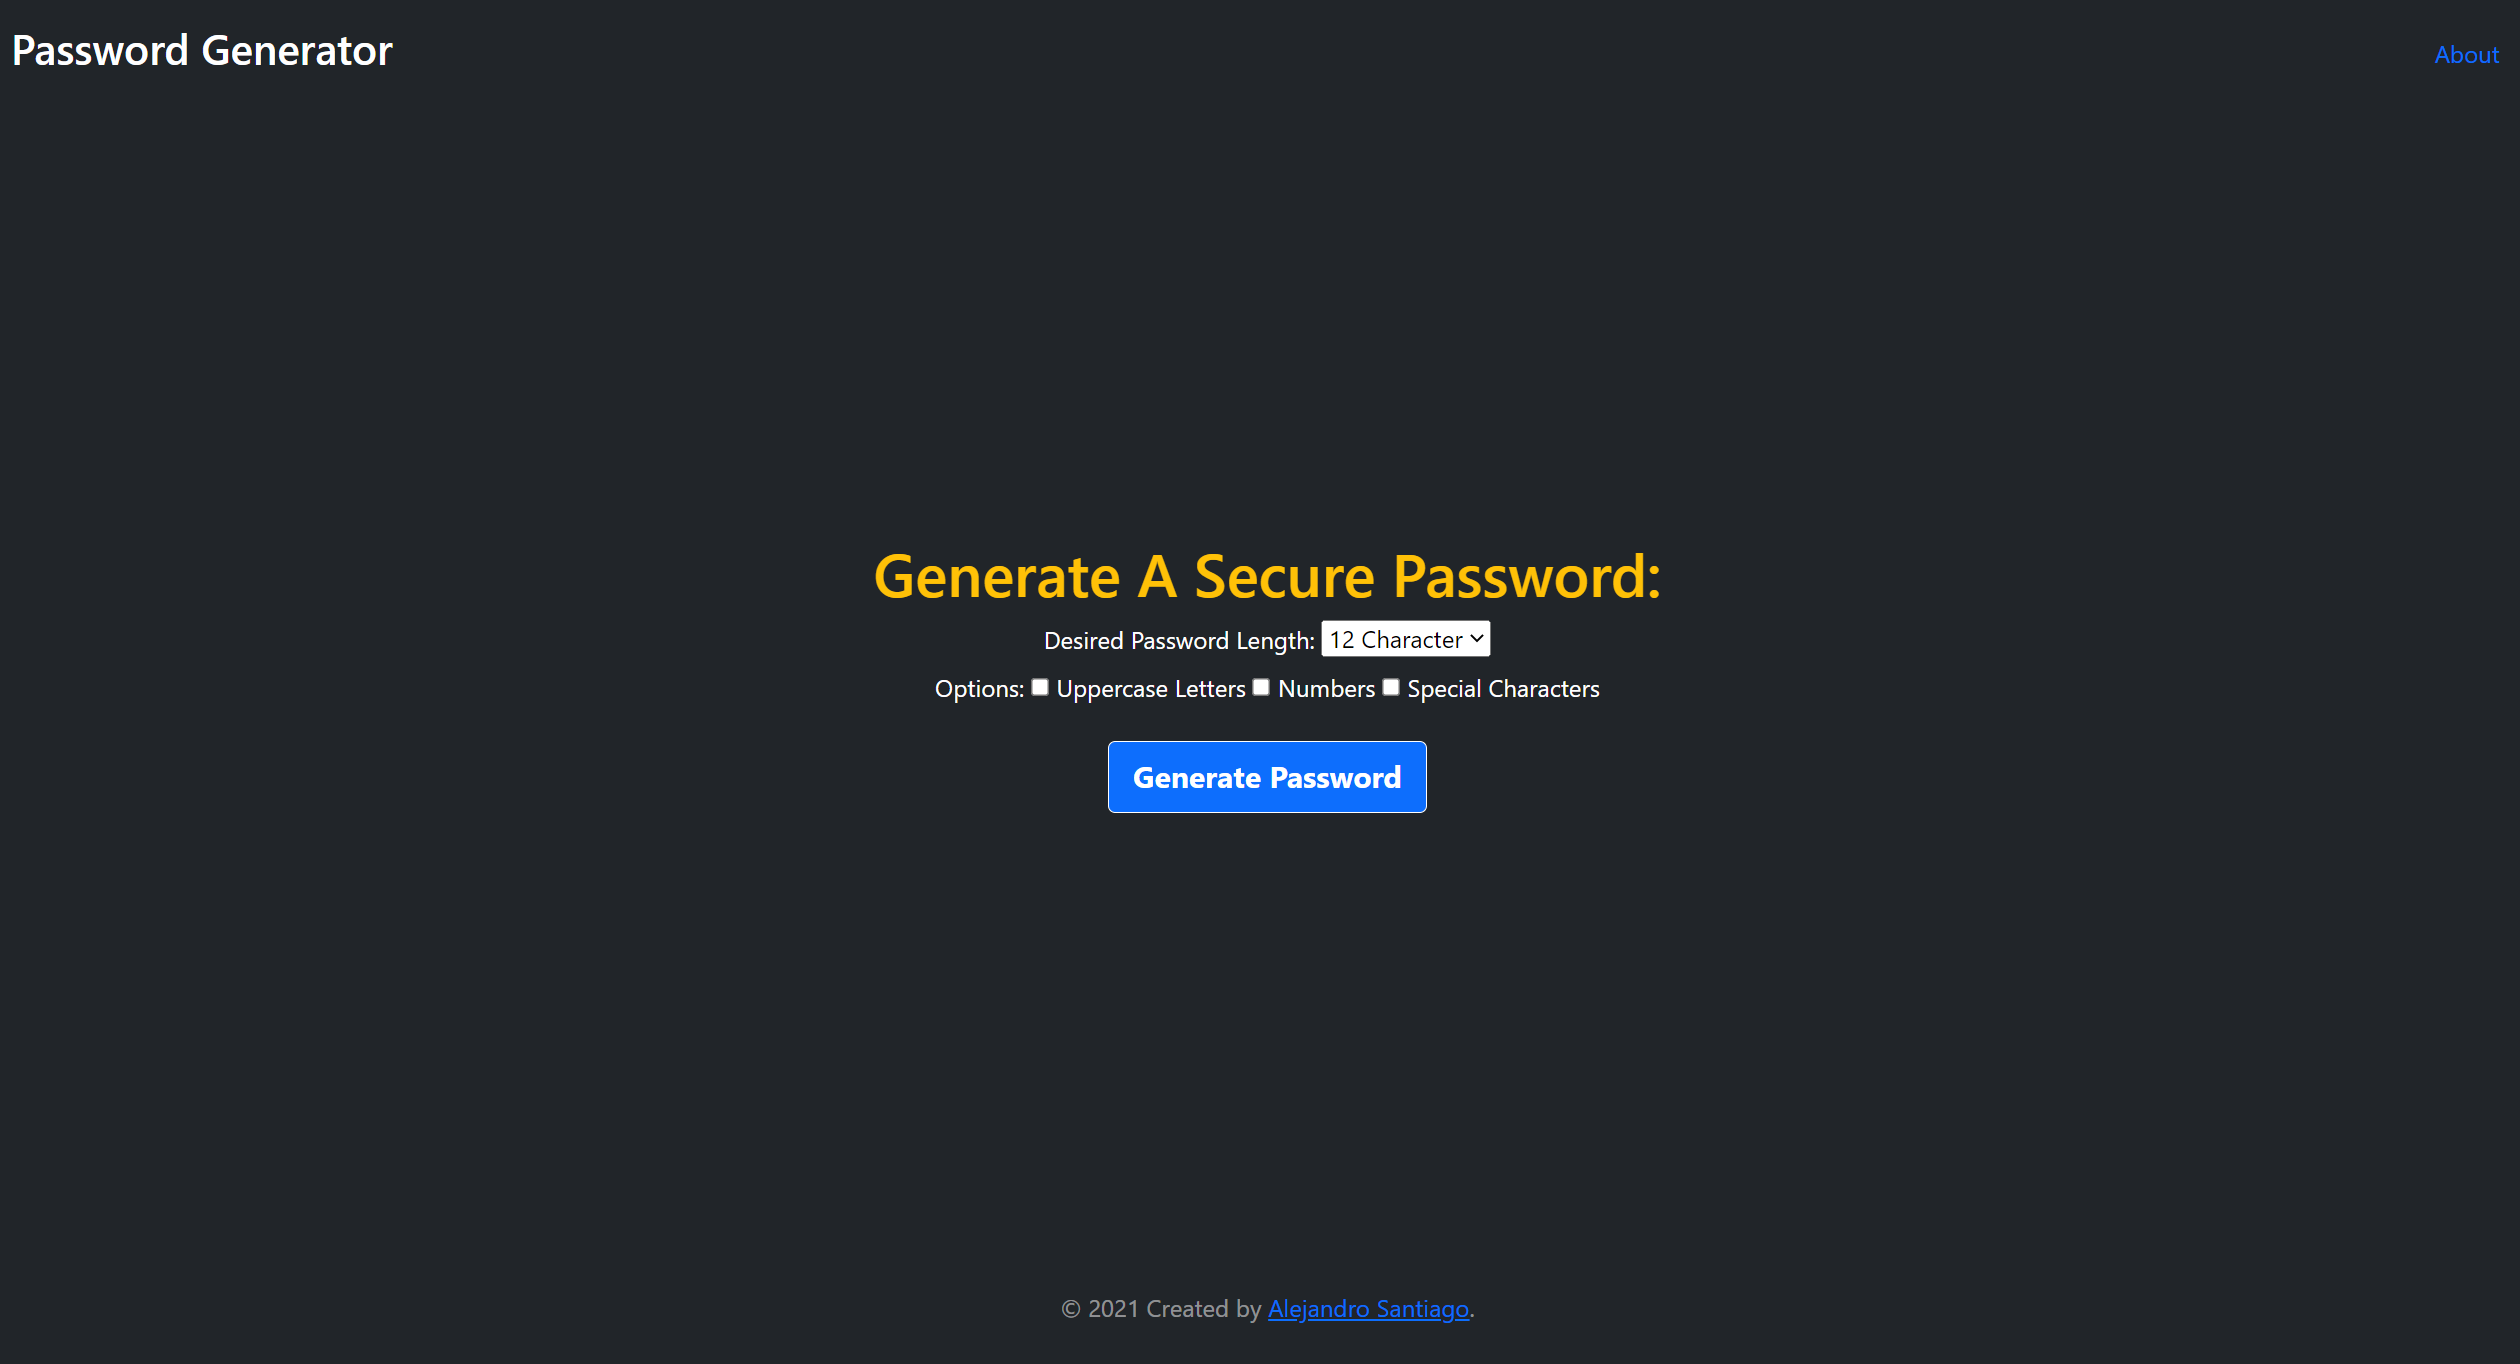 Password Generator
About
Generate A Secure Password:
Desired Password Length: 12 Character
Options: Uppercase Letters Numbers Special Characters
Generate Password
© 2021 Created by Alejandro Santiago.